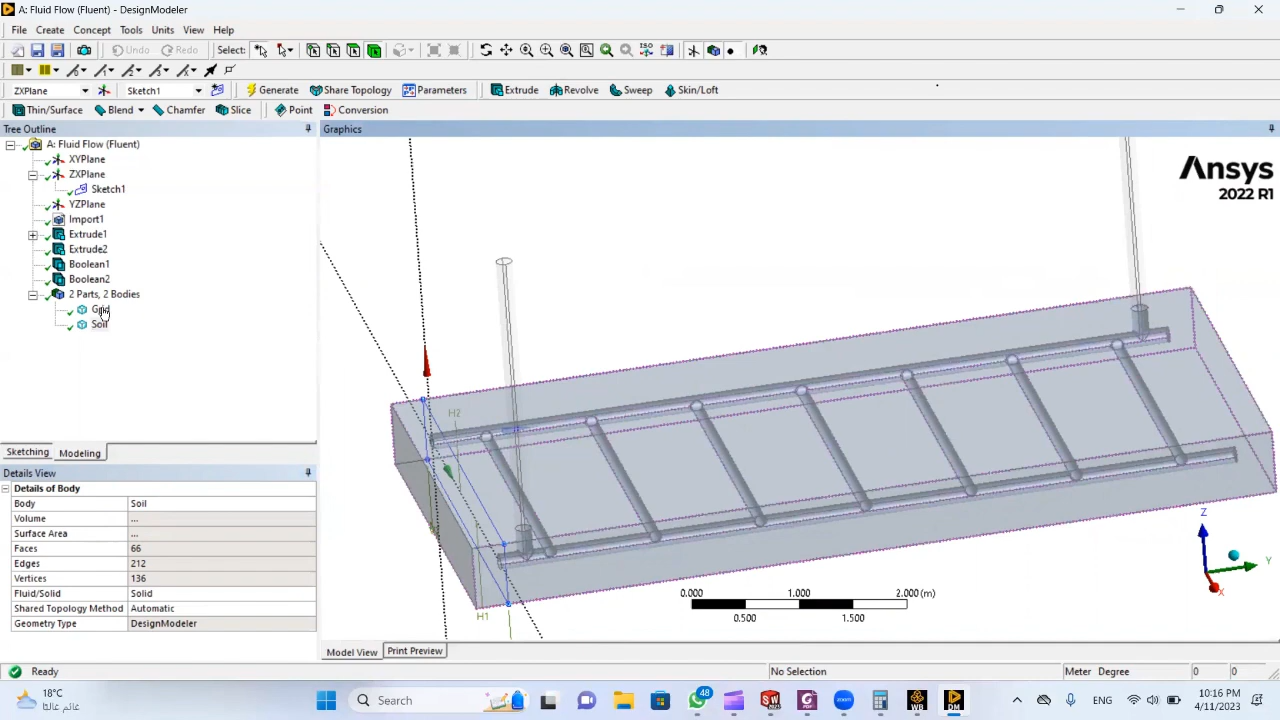 A: Fluid Flow (Fluent) - DesignModeler
File Create Concept Tools Units View Help
Undo Redo Select:
ZXPlane Sketch1 Generate Share Topology Parameters Extrude Revolve Sweep Skin/Loft
Thin/Surface Blend Chamfer Slice Point Conversion
Tree Outline
A: Fluid Flow (Fluent)
XYPlane
ZXPlane
Sketch1
YZPlane
Import1
Extrude1
Extrude2
Boolean1
Boolean2
2 Parts, 2 Bodies
Grid
Soil
Sketching Modeling
Details View
Details of Body
Body Soil
Volume ...
Surface Area ...
Faces 66
Edges 212
Vertices 136
Fluid/Solid Solid
Shared Topology Method Automatic
Geometry Type DesignModeler
Graphics
Ansys
2022 R1
H2
H1
0.000 1.000 2.000 (m)
0.500 1.500
Z
Y
X
Model View Print Preview
Ready No Selection Meter Degree 0 0
18°C
غائم غالبًا
Search
48
ENG
10:16 PM
4/11/2023